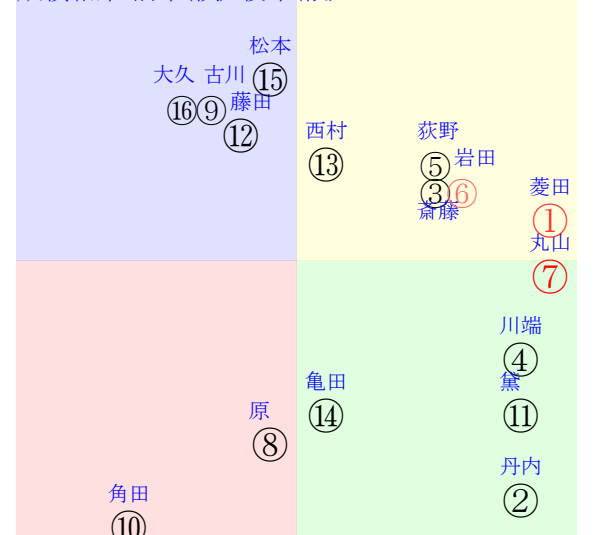 松本
大久 古川 ⑮
藤田
⑯⑨
⑫
西村 荻野
⑬ ⑤ 岩田
③⑥ 菱田
斎藤 ①
丸山
⑦
川端
④
亀田 黛
⑭ ⑪
原
⑧
丹内
②
角田
⑩